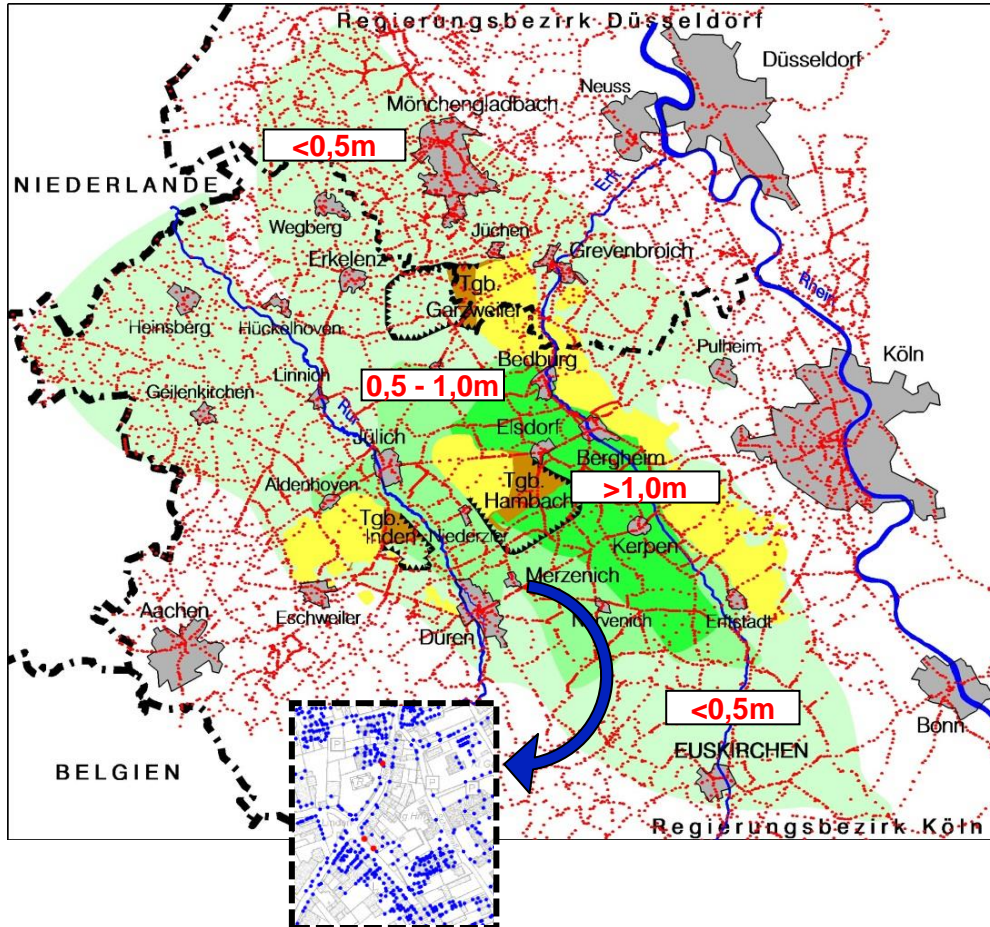 Regierungsbezirk Düsseldorf
Düsseldorf
Neuss
Mönchengladbach
<0,5m
Erft
NIEDERLANDE
Wegberg
Jüchen
Grevenbroich
Erkelenz
Tgb.
Garzweiler
Rhein
Heinsberg
Hückelhoven
Bedburg
Pulheim
Köln
Linnich
0,5 - 1,0m
Geilenkirchen
Rur
Elsdorf
Jülich
Bergheim
Aldenhoven
Tgb.
Hambach
>1,0m
Tgb.
Inden
Niederzier
Kerpen
Merzenich
Aachen
Eschweiler
Düren
Nörvenich
Erftstadt
<0,5m
Bonn
BELGIEN
EUSKIRCHEN
Regierungsbezirk Köln